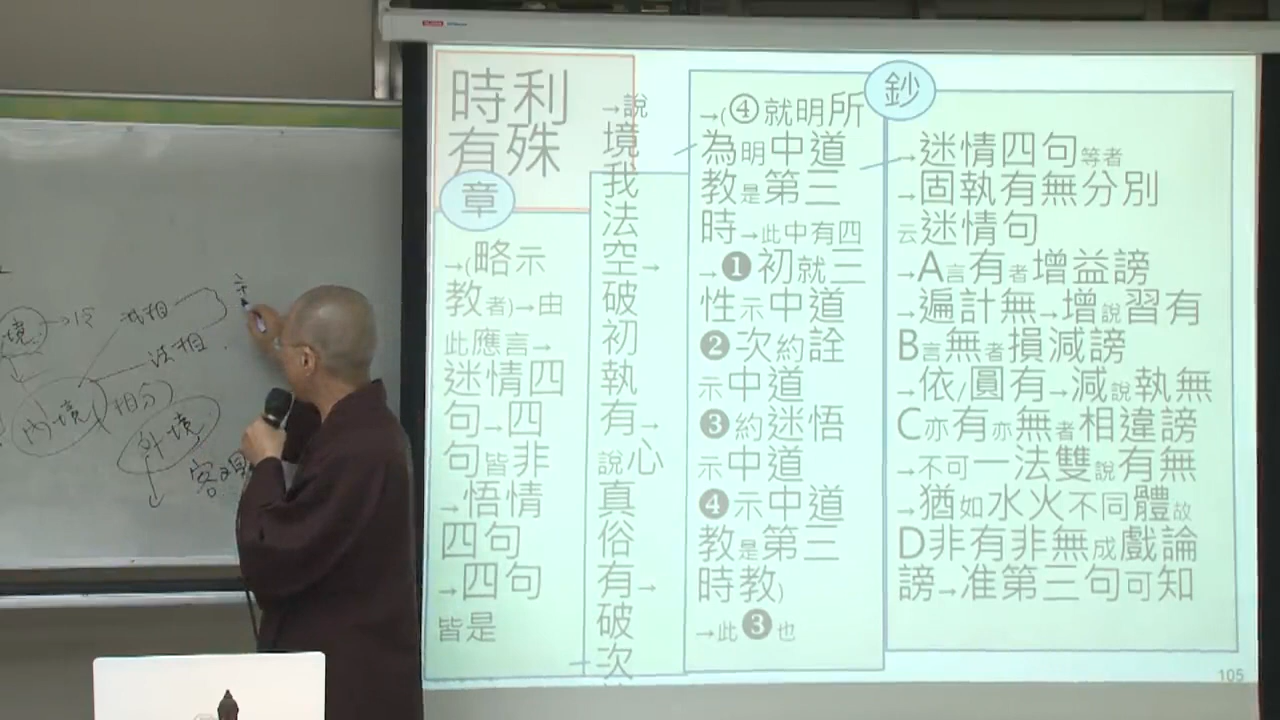 時利
有殊
章
→(略示
教者)→由
此應言→
迷情四
句→四
句皆非
→悟情
四句
→四句
皆是
→說
境我
法空→
破初
執有→
說心
真俗
有→
破次
→(④就明所
為明中道
教是第三
時→此中有四
→❶初就三
性示中道
❷次約詮
示中道
❸約迷悟
示中道
❹示中道
教是第三
時教)
→此❸也
鈔
→迷情四句等者
→固執有無分別
云迷情句
→A言有者增益謗
→遍計無→增說習有
B言無者損減謗
→依/圓有→減說執無
C亦有亦無者相違謗
→不可一法雙說有無
→猶如水火不同體故
D非有非無成戲論
謗→准第三句可知
105
境
我相
法相
內境
(相分)
外境
客觀